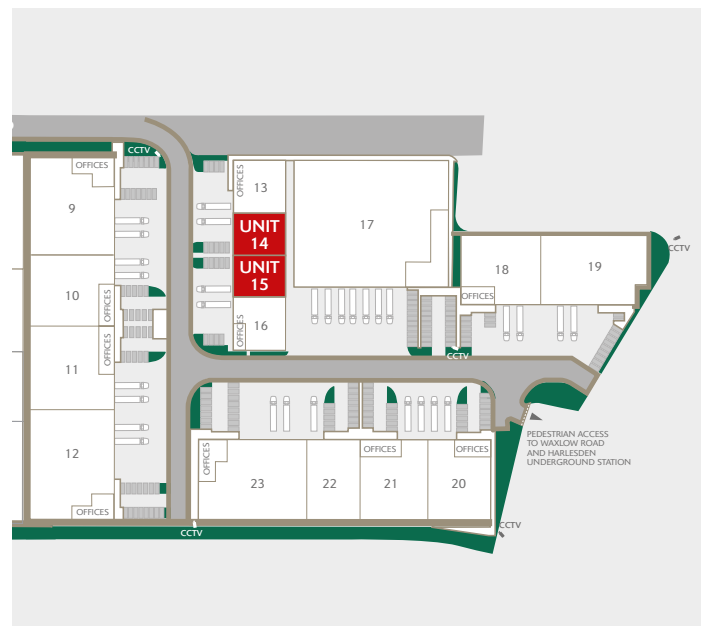 CCTV
OFFICES
9
OFFICES
13
UNIT
14
17
CCTV
UNIT
15
18
19
10
OFFICES
OFFICES
16
OFFICES
OFFICES
11
CCTV
12
OFFICES
OFFICES
23
22
OFFICES
21
OFFICES
20
PEDESTRIAN ACCESS
TO WAXLOW ROAD
AND HARLESDEN
UNDERGROUND STATION
CCTV
CCTV